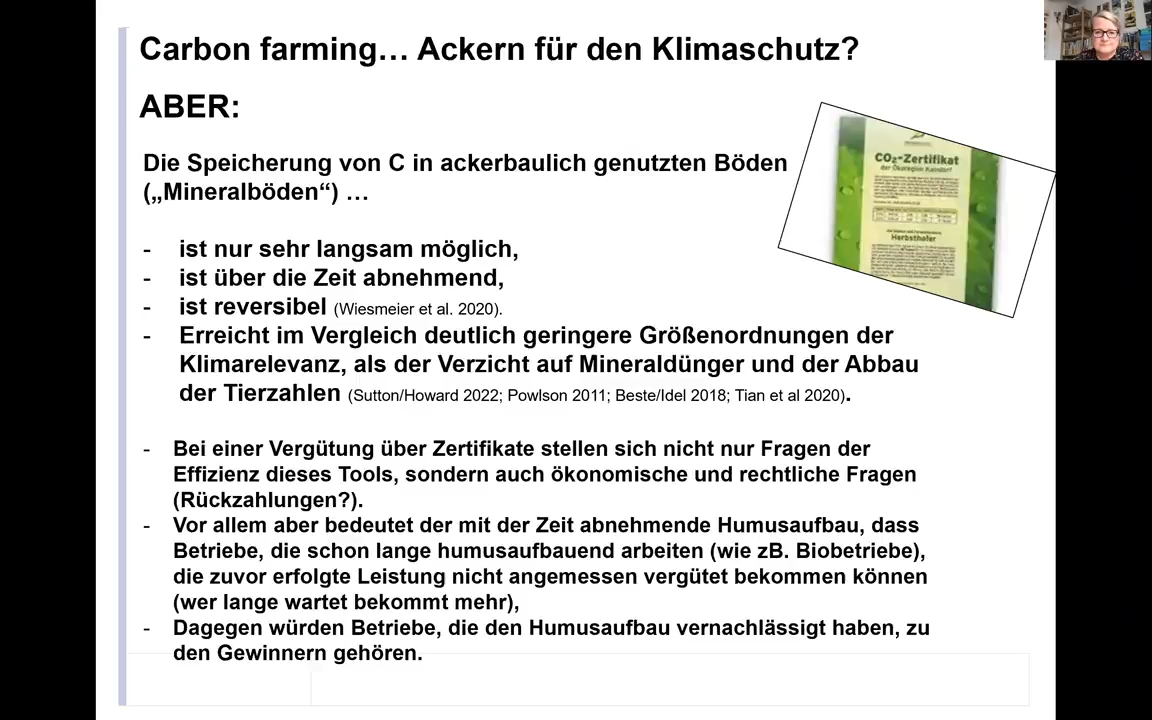 Carbon farming… Ackern für den Klimaschutz?
ABER:
Die Speicherung von C in ackerbaulich genutzten Böden
(„Mineralböden“) …
- ist nur sehr langsam möglich,
- ist über die Zeit abnehmend,
- ist reversibel (Wiesmeier et al. 2020).
- Erreicht im Vergleich deutlich geringere Größenordnungen der
Klimarelevanz, als der Verzicht auf Mineraldünger und der Abbau
der Tierzahlen (Sutton/Howard 2022; Powlson 2011; Beste/Idel 2018; Tian et al 2020).
- Bei einer Vergütung über Zertifikate stellen sich nicht nur Fragen der
Effizienz dieses Tools, sondern auch ökonomische und rechtliche Fragen
(Rückzahlungen?).
- Vor allem aber bedeutet der mit der Zeit abnehmende Humusaufbau, dass
Betriebe, die schon lange humusaufbauend arbeiten (wie zB. Biobetriebe),
die zuvor erfolgte Leistung nicht angemessen vergütet bekommen können
(wer lange wartet bekommt mehr),
- Dagegen würden Betriebe, die den Humusaufbau vernachlässigt haben, zu
den Gewinnern gehören.
CO₂-Zertifikat
der Ökoregion Kaindorf
Herbsthofer